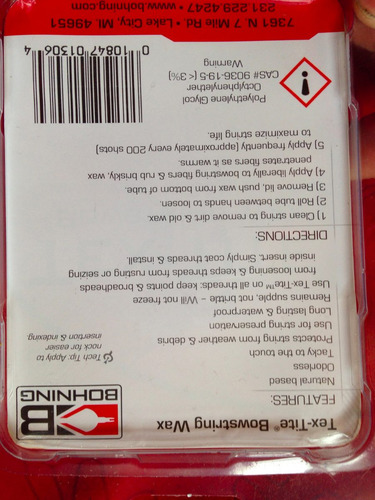 BOHNING
Tex-Tite® Bowstring Wax
FEATURES:
Natural based
Odorless
Tacky to the touch
Protects string from weather & debris
for use for string preservation
Long lasting & waterproof
Remains supple, not brittle - Will not freeze
Use Tex-Tite™ on all threads: keep points & broadheads
from loosening & keeps threads from rusting or seizing
inside insert. Simply coat threads & install.
Tech Tip: Apply to
nock for easier
insertion & indexing
DIRECTIONS:
1) Clean string to remove dirt & old wax.
2) Roll tube between hands to loosen
3) Remove lid, push wax from bottom of tube.
4) Apply liberally to bowstring fibers & rub briskly, wax
penetrates fibers as it warms.
5) Apply frequently (approximately every 200 shots)
to maximize string life.
Polyethylene Glycol
Octylphenylether
CAS# 9036-19-5 (< 3%)
Warning
0 10847 01306 4
7361 N. 7 Mile Rd. • Lake City, MI. 49651
231.229.4247 • www.bohning.com